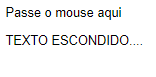 Passe o mouse aqui
TEXTO ESCONDIDO....